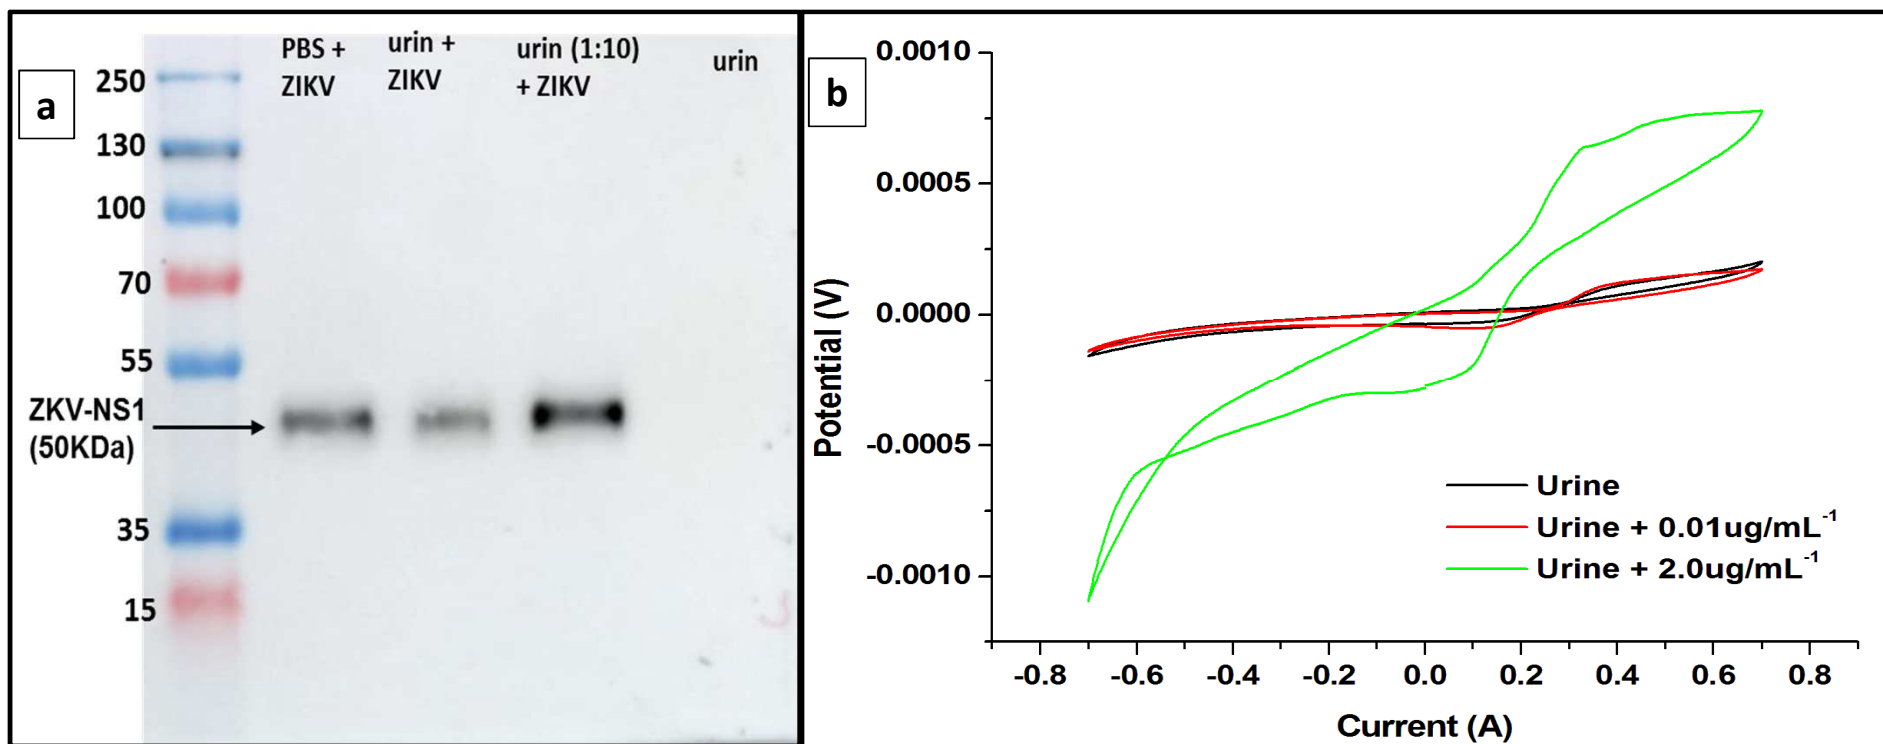 a
250
130
100
70
55
ZKV-NS1
(50KDa)
35
15
PBS +
ZIKV
urin +
ZIKV
urin (1:10)
+ ZIKV
urin
b
0.0010
0.0005
0.0000
-0.0005
-0.0010
Potential (V)
Urine
Urine + 0.01ug/mL⁻¹
Urine + 2.0ug/mL⁻¹
-0.8 -0.6 -0.4 -0.2 0.0 0.2 0.4 0.6 0.8
Current (A)